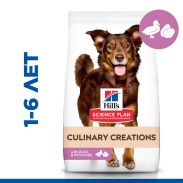 1-6 ЛЕТ
Hill's
SCIENCE PLAN
CULINARY CREATIONS